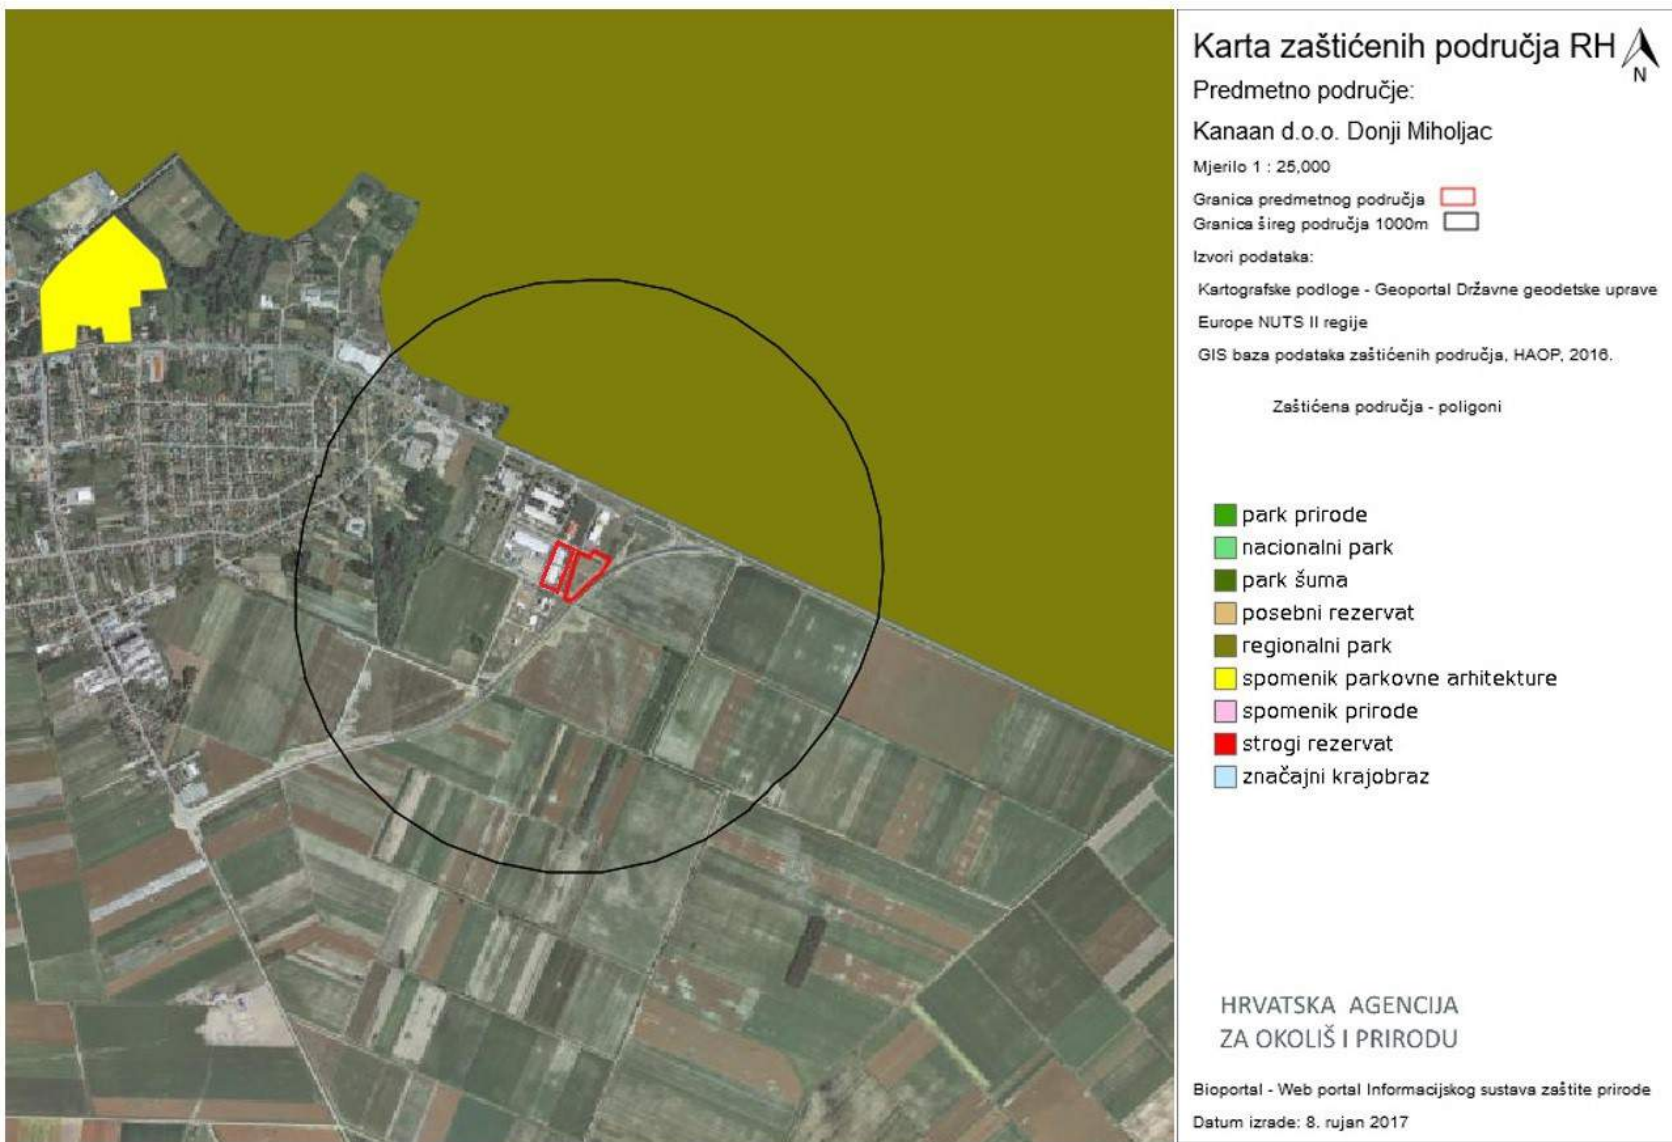 Karta zaštićenih područja RH
N
Predmetno područje:
Kanaan d.o.o. Donji Miholjac
Mjerilo 1 : 25,000
Granica predmetnog područja
Granica šireg područja 1000m
Izvori podataka:
Kartografske podloge - Geoportal Državne geodetske uprave
Europe NUTS II regije
GIS baza podataka zaštićenih područja, HAOP, 2016.
Zaštićena područja - poligoni
park prirode
nacionalni park
park šuma
posebni rezervat
regionalni park
spomenik parkovne arhitekture
spomenik prirode
strogi rezervat
značajni krajobraz
HRVATSKA AGENCIJA
ZA OKOLIŠ I PRIRODU
Bioportal - Web portal Informacijskog sustava zaštite prirode
Datum izrade: 8. rujan 2017